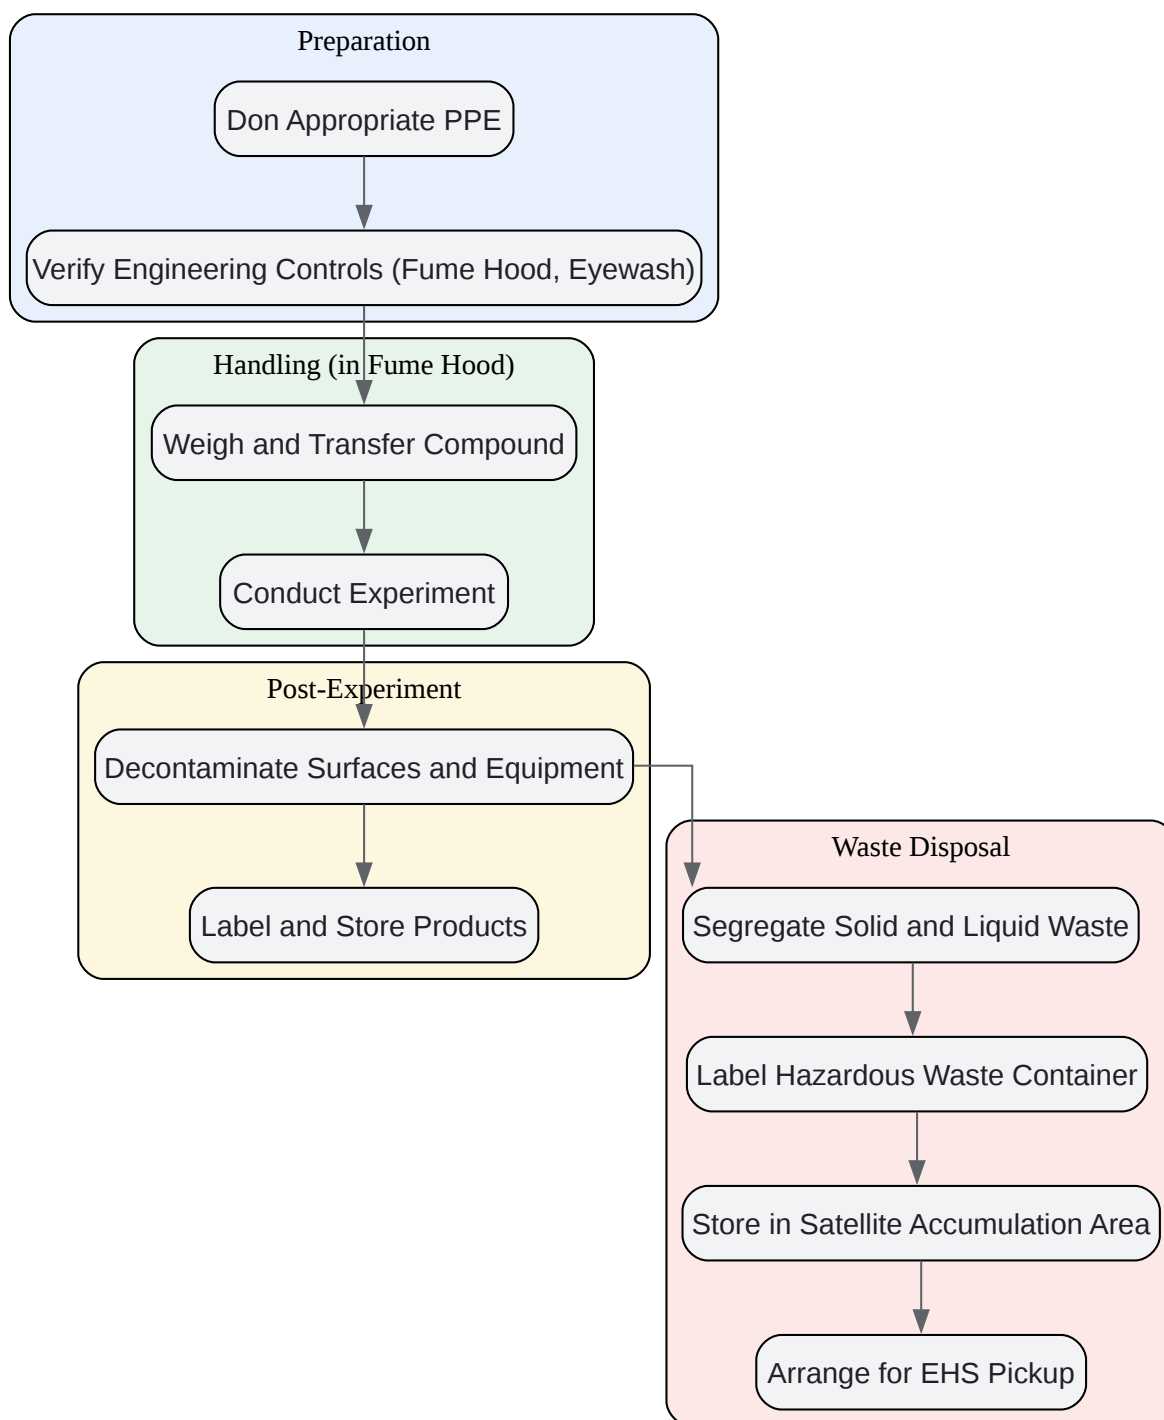 Preparation
Don Appropriate PPE
Verify Engineering Controls (Fume Hood, Eyewash)
Handling (in Fume Hood)
Weigh and Transfer Compound
Conduct Experiment
Post-Experiment
Decontaminate Surfaces and Equipment
Label and Store Products
Waste Disposal
Segregate Solid and Liquid Waste
Label Hazardous Waste Container
Store in Satellite Accumulation Area
Arrange for EHS Pickup